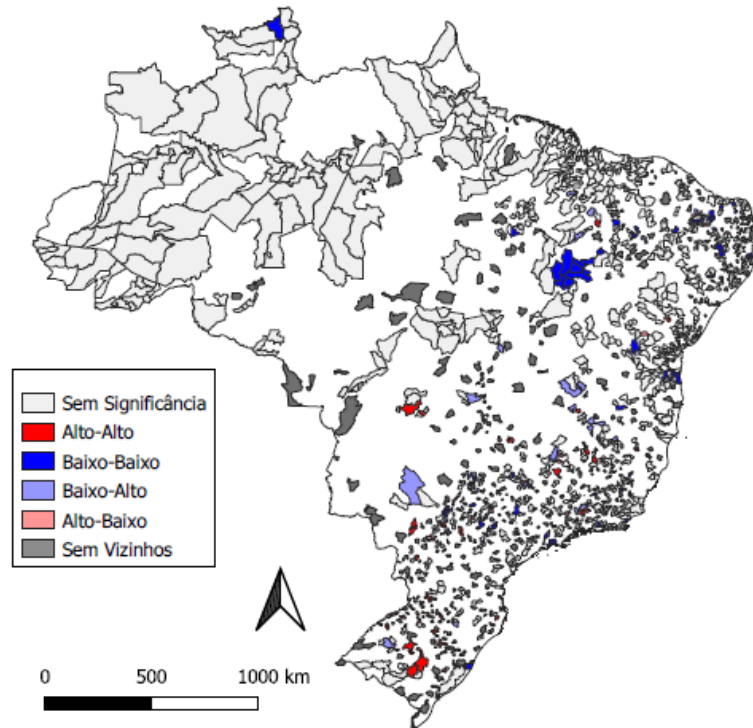 Sem Significância
Alto-Alto
Baixo-Baixo
Baixo-Alto
Alto-Baixo
Sem Vizinhos
0 500 1000 km